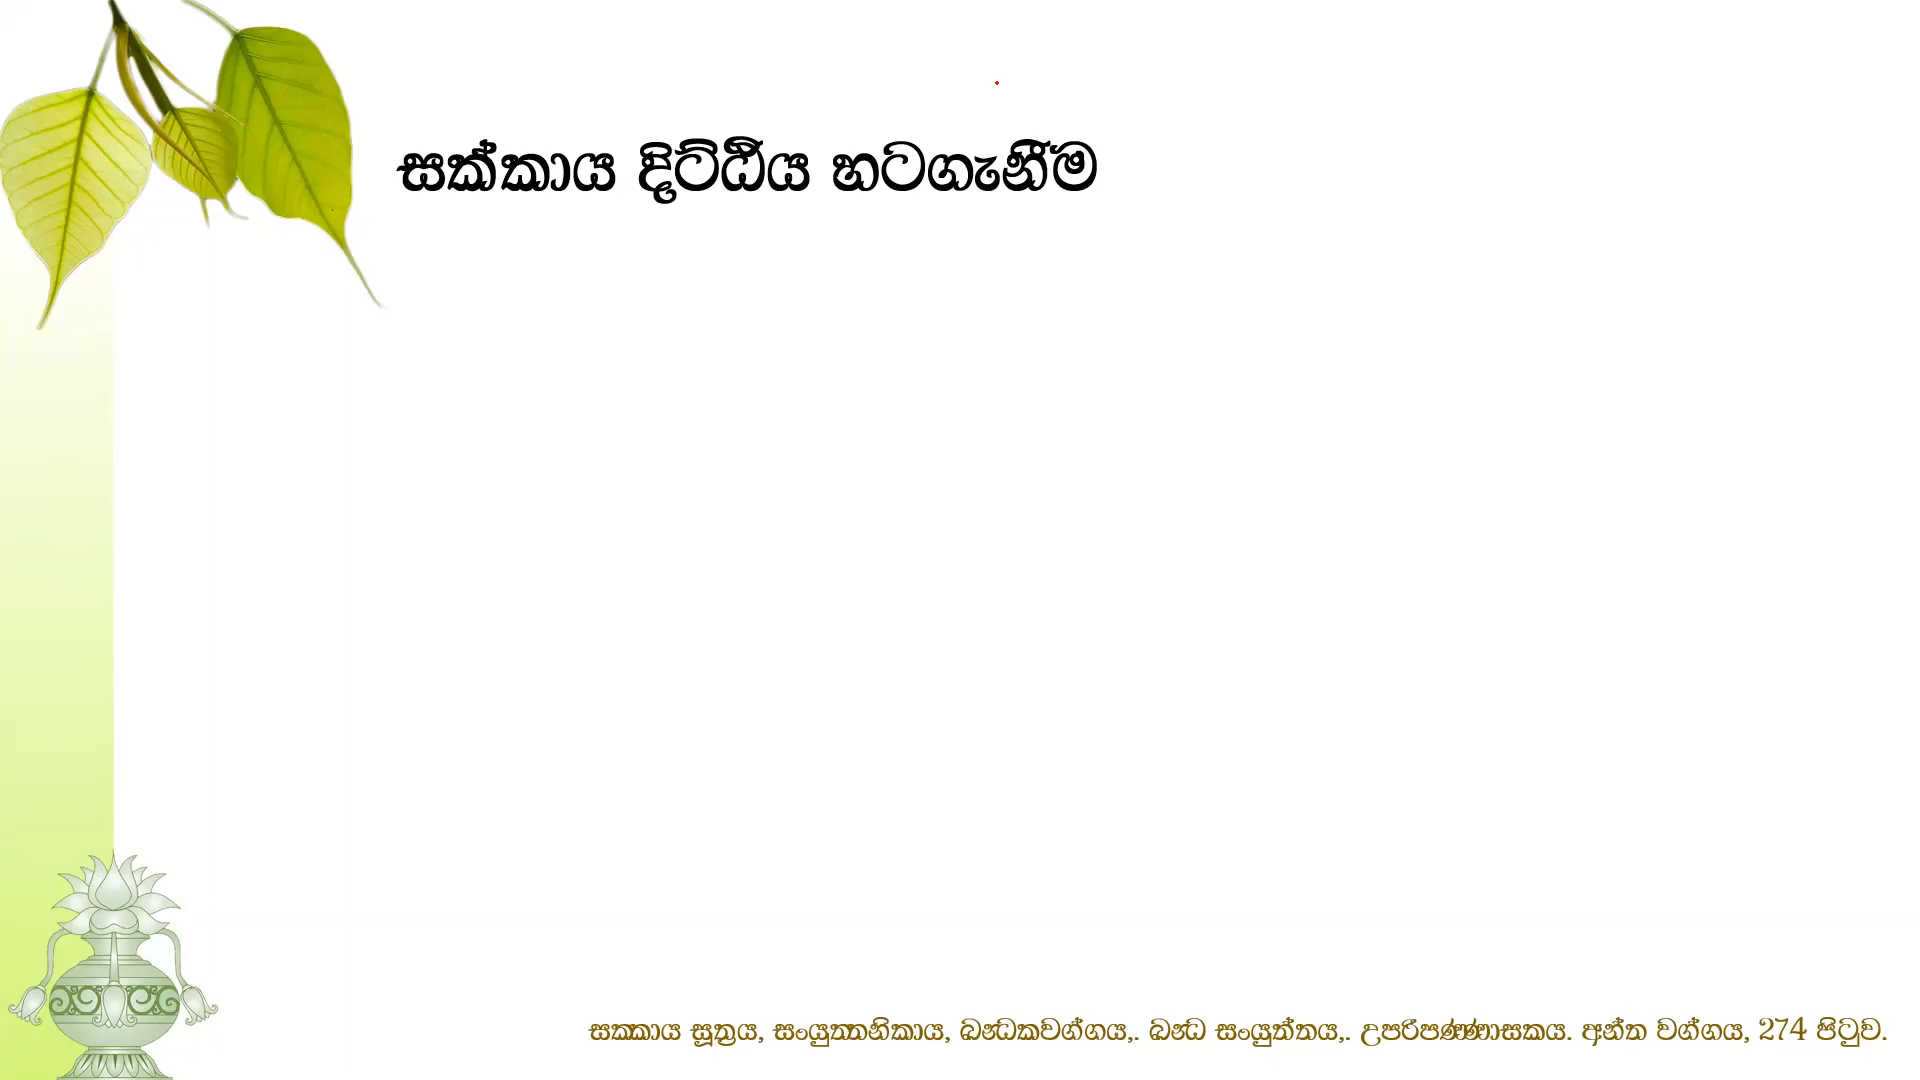 සක්කාය දිට්ඨිය හටගැනීම
සක්‍කාය සූත්‍රය, සංයුත්‍තනිකාය, ඛන්‍ධකවග්ගය,. ඛන්‍ධ සංයුත්තය,. උපරිපණ්‍ණාසකය. අන්ත වග්ගය, 274 පිටුව.